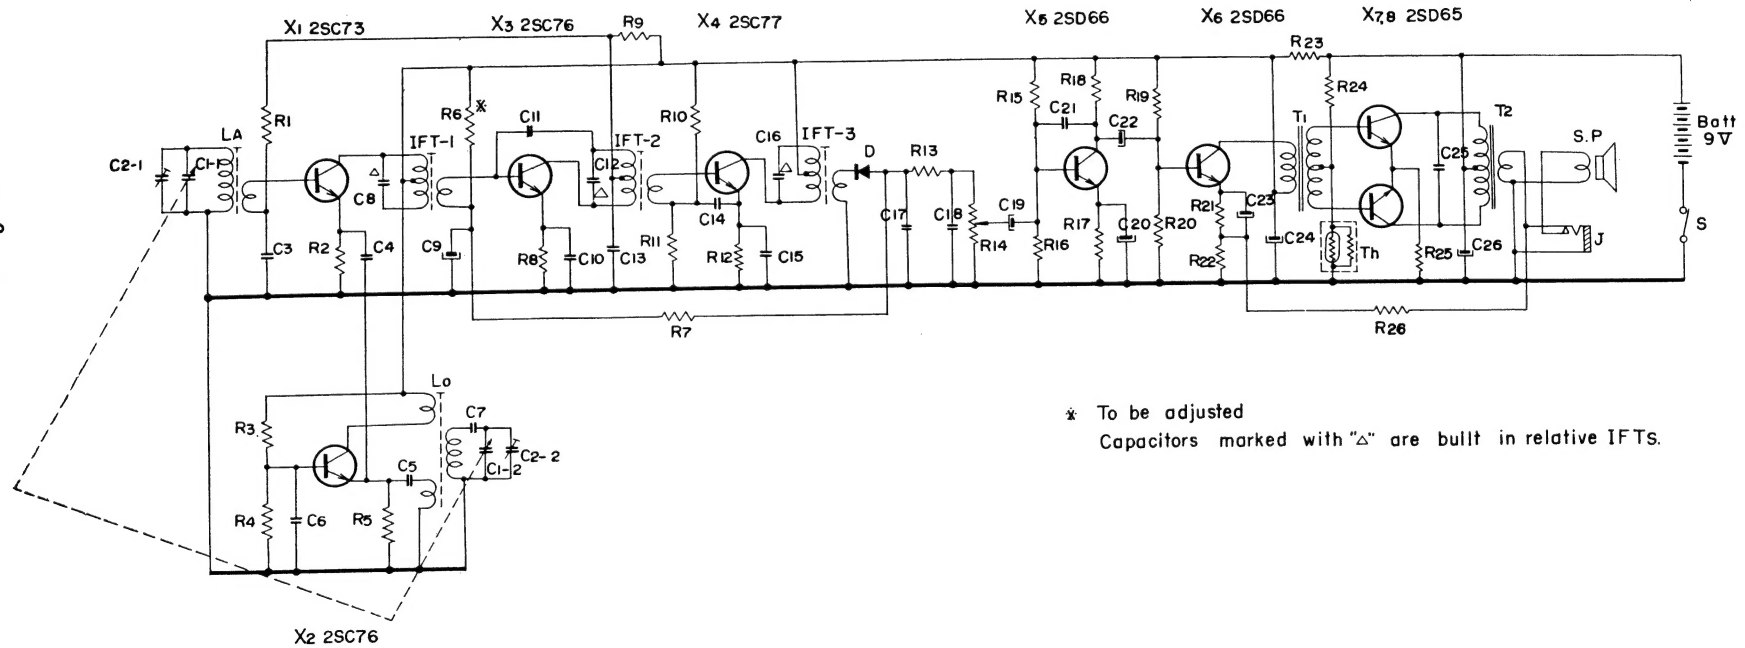 X1 2SC73
X3 2SC76
R9
X4 2SC77
X5 2SD66
X6 2SD66
X7,8 2SD65
R23
R1
R6
*
C11
R10
C16
IFT-3
R15
R18
C21
R19
C22
R24
T1
T2
Batt
9V
LA
C2-1
C1-1
IFT-1
△
C8
IFT-2
C12
△
△
D
R13
C25
S.P
C14
C17
C18
C19
R14
R17
C20
R20
R21
C23
R22
C24
Th
R25
C26
J
S
C3
R2
C4
C9
R8
C10
C13
R11
R12
C15
R16
R7
R26
Lo
C7
R3
C5
C1-2
C2-2
R4
C6
R5
X2 2SC76
* To be adjusted
Capacitors marked with "△" are built in relative IFTs.